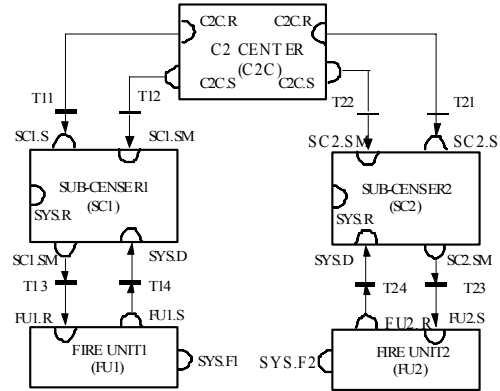 C2C.R C2C.R
C2 CENTER
(C2C)
C2C.S C2C.S
T11 T12 T22 T21
SC1.S SC1.SM SC2.SM SC2.S
SUB-CENSER1
(SC1)
SYS.R
SUB-CENSER2
(SC2)
SYS.R
SC1.SM SYS.D SYS.D SC2.SM
T13 T14 T24 T23
FU1.R FU1.S FU2.R FU2.S
FIRE UNIT1
(FU1)
SYS.F1 SYS.F2
FIRE UNIT2
(FU2)